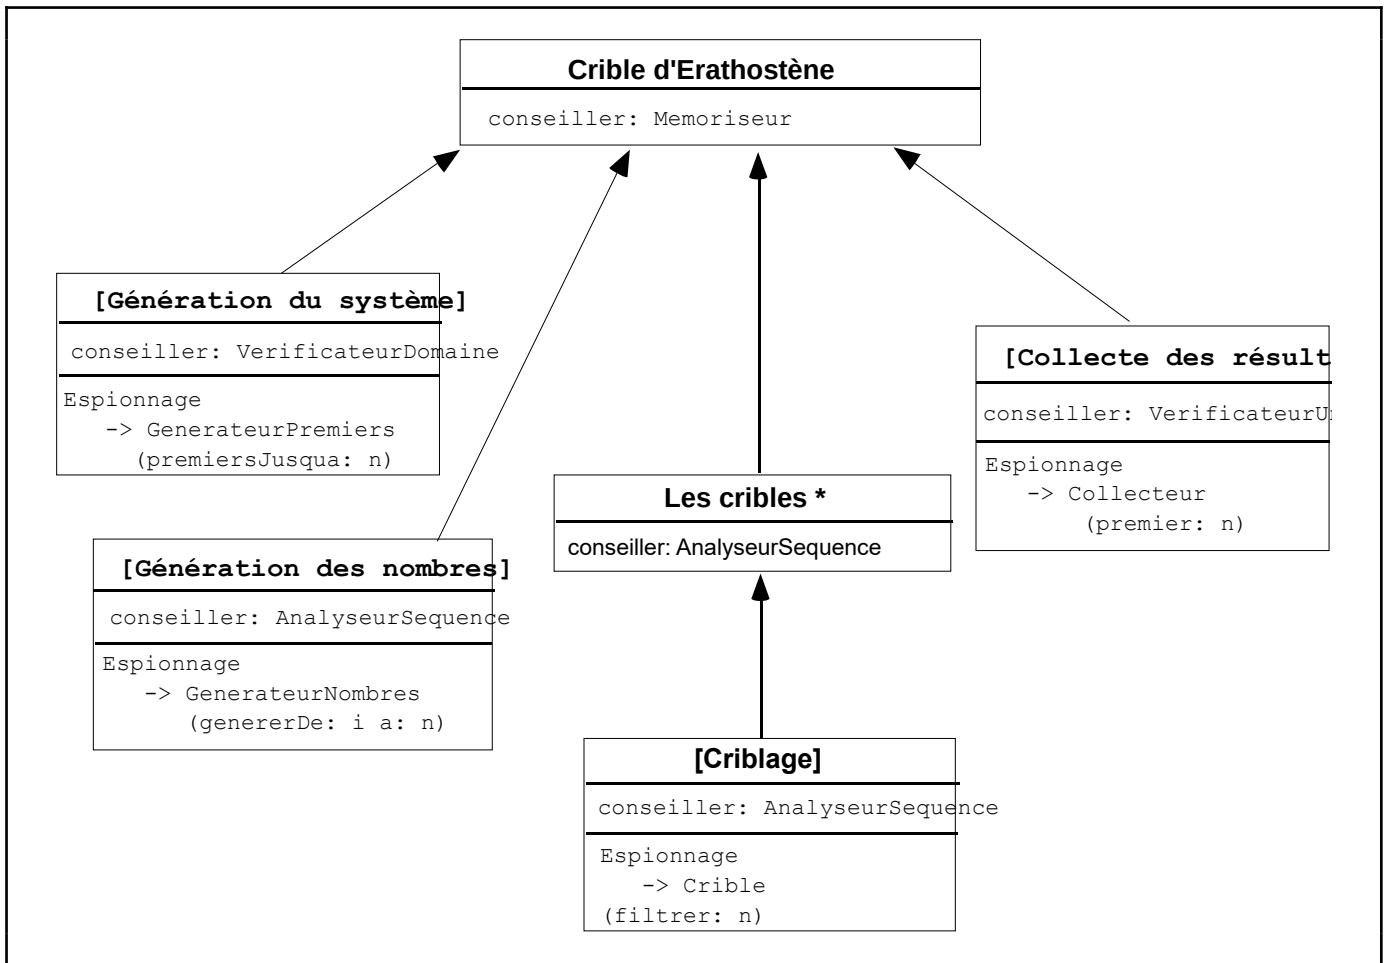 Crible d'Erathostène
conseiller: Memoriseur
[Génération du système]
conseiller: VerificateurDomaine
Espionnage
-> GenerateurPremiers
(premiersJusqua: n)
[Génération des nombres]
conseiller: AnalyseurSequence
Espionnage
-> GenerateurNombres
(genererDe: i a: n)
Les cribles *
conseiller: AnalyseurSequence
[Criblage]
conseiller: AnalyseurSequence
Espionnage
-> Crible
(filtrer: n)
[Collecte des résult
conseiller: VerificateurU
Espionnage
-> Collecteur
(premier: n)